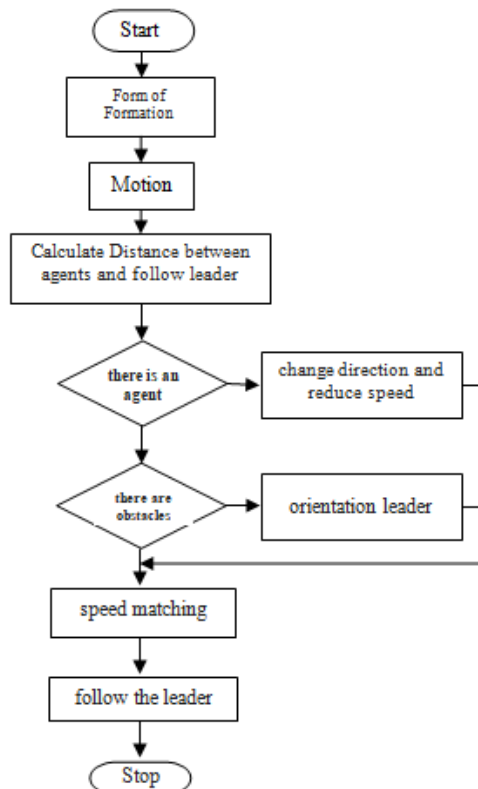 Start
Form of
Formation
Motion
Calculate Distance between
agents and follow leader
there is an
agent
change direction and
reduce speed
there are
obstacles
orientation leader
speed matching
follow the leader
Stop